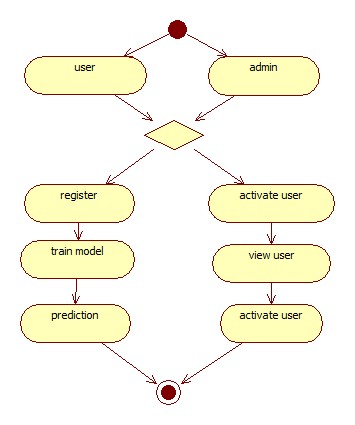 user
admin
register
activate user
train model
view user
prediction
activate user